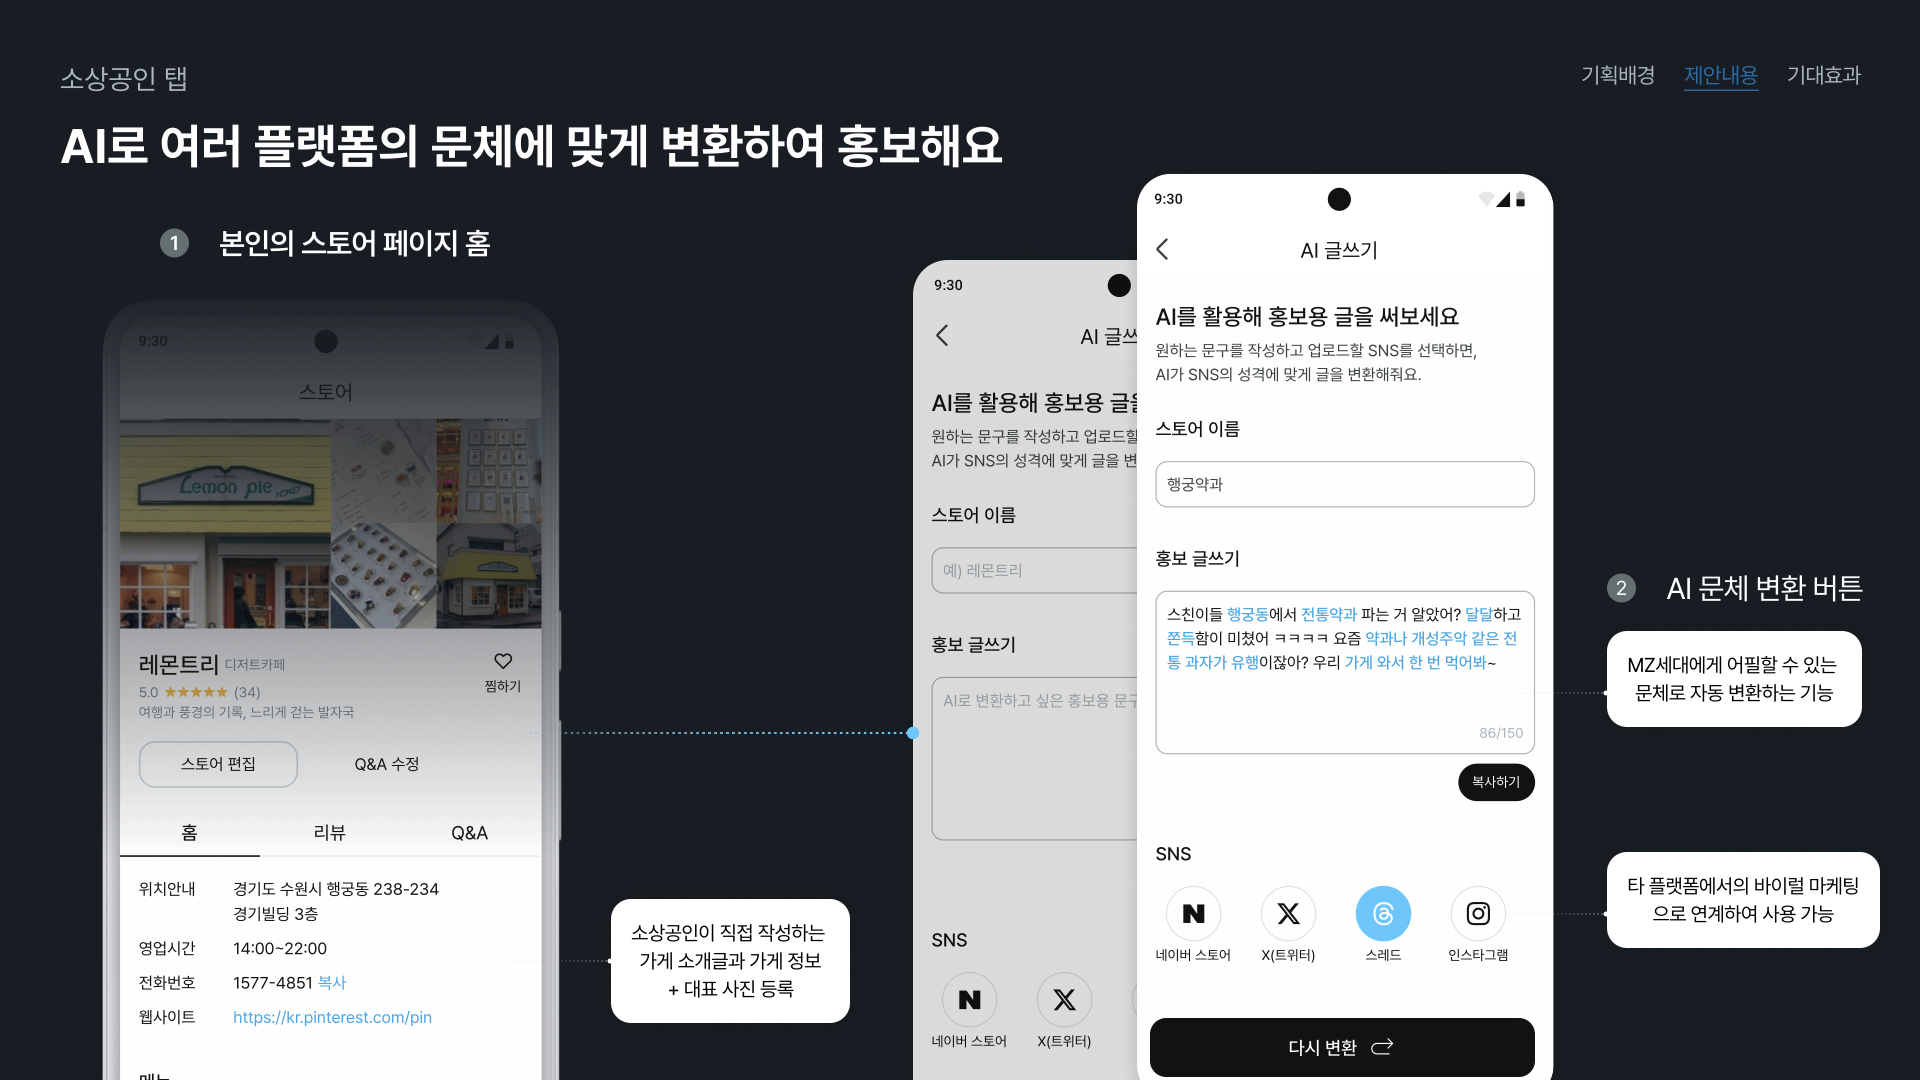 소상공인 탭
기획배경 제안내용 기대효과
AI로 여러 플랫폼의 문체에 맞게 변환하여 홍보해요
1 본인의 스토어 페이지 홈
9:30
스토어
Lemon pie
YOKO
레몬트리 디저트카페
찜하기
5.0 ★★★★★ (34)
여행과 풍경의 기록, 느리게 걷는 발자국
스토어 편집
Q&A 수정
홈 리뷰 Q&A
위치안내 경기도 수원시 행궁동 238-234
경기빌딩 3층
영업시간 14:00~22:00
전화번호 1577-4851 복사
웹사이트 https://kr.pinterest.com/pin
메뉴
소상공인이 직접 작성하는
가게 소개글과 가게 정보
+ 대표 사진 등록
9:30
AI 글쓰
AI를 활용해 홍보용 글을
원하는 문구를 작성하고 업로드할
AI가 SNS의 성격에 맞게 글을 변
스토어 이름
예) 레몬트리
홍보 글쓰기
AI로 변환하고 싶은 홍보용 문구
SNS
네이버 스토어
X(트위터)
9:30
AI 글쓰기
AI를 활용해 홍보용 글을 써보세요
원하는 문구를 작성하고 업로드할 SNS를 선택하면,
AI가 SNS의 성격에 맞게 글을 변환해줘요.
스토어 이름
행궁약과
홍보 글쓰기
스친이들 행궁동에서 전통약과 파는 거 알았어? 달달하고
쫀득함이 미쳤어 ㅋㅋㅋㅋ 요즘 약과나 개성주악 같은 전
통 과자가 유행이잖아? 우리 가게 와서 한 번 먹어봐~
86/150
복사하기
SNS
네이버 스토어
X(트위터)
스레드
인스타그램
다시 변환
2 AI 문체 변환 버튼
MZ세대에게 어필할 수 있는
문체로 자동 변환하는 기능
타 플랫폼에서의 바이럴 마케팅
으로 연계하여 사용 가능